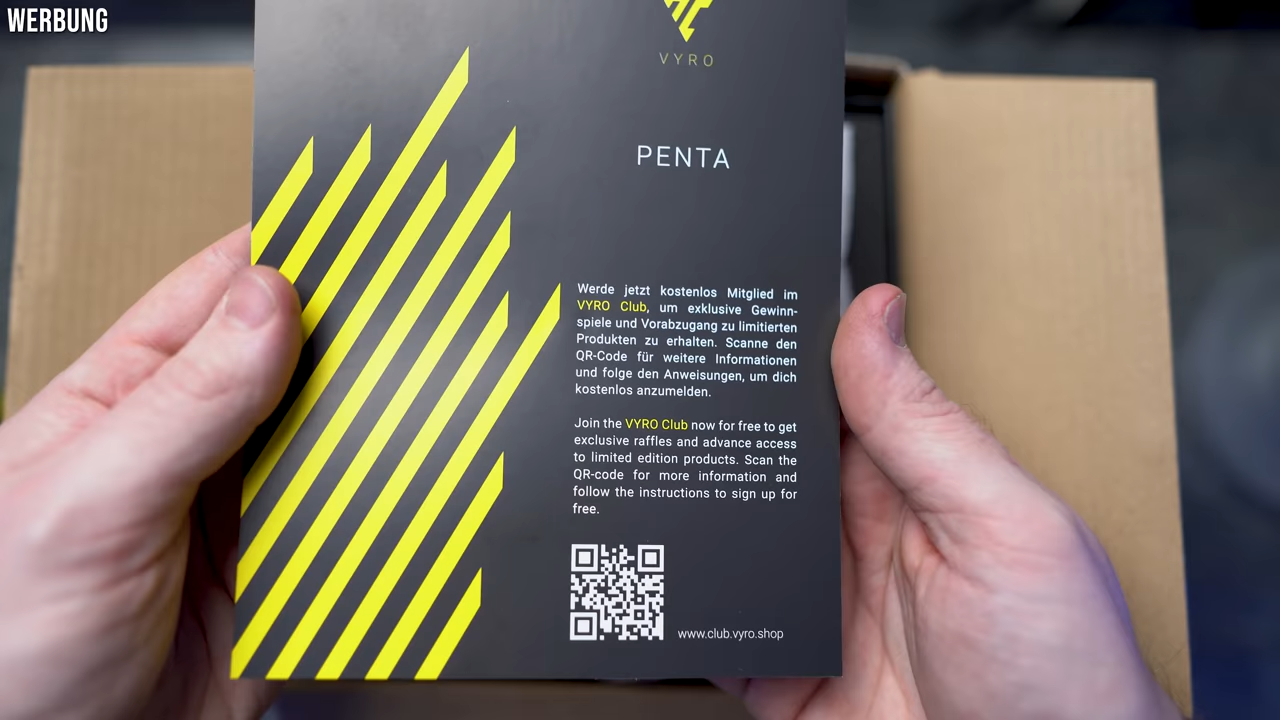 WERBUNG
VYRO
PENTA
Werde jetzt kostenlos Mitglied im
VYRO Club, um exklusive Gewinn-
spiele und Vorabzugang zu limitierten
Produkten zu erhalten. Scanne den
QR-Code für weitere Informationen
und folge den Anweisungen, um dich
kostenlos anzumelden.
Join the VYRO Club now for free to get
exclusive raffles and advance access
to limited edition products. Scan the
QR-code for more information and
follow the instructions to sign up for
free.
www.club.vyro.shop